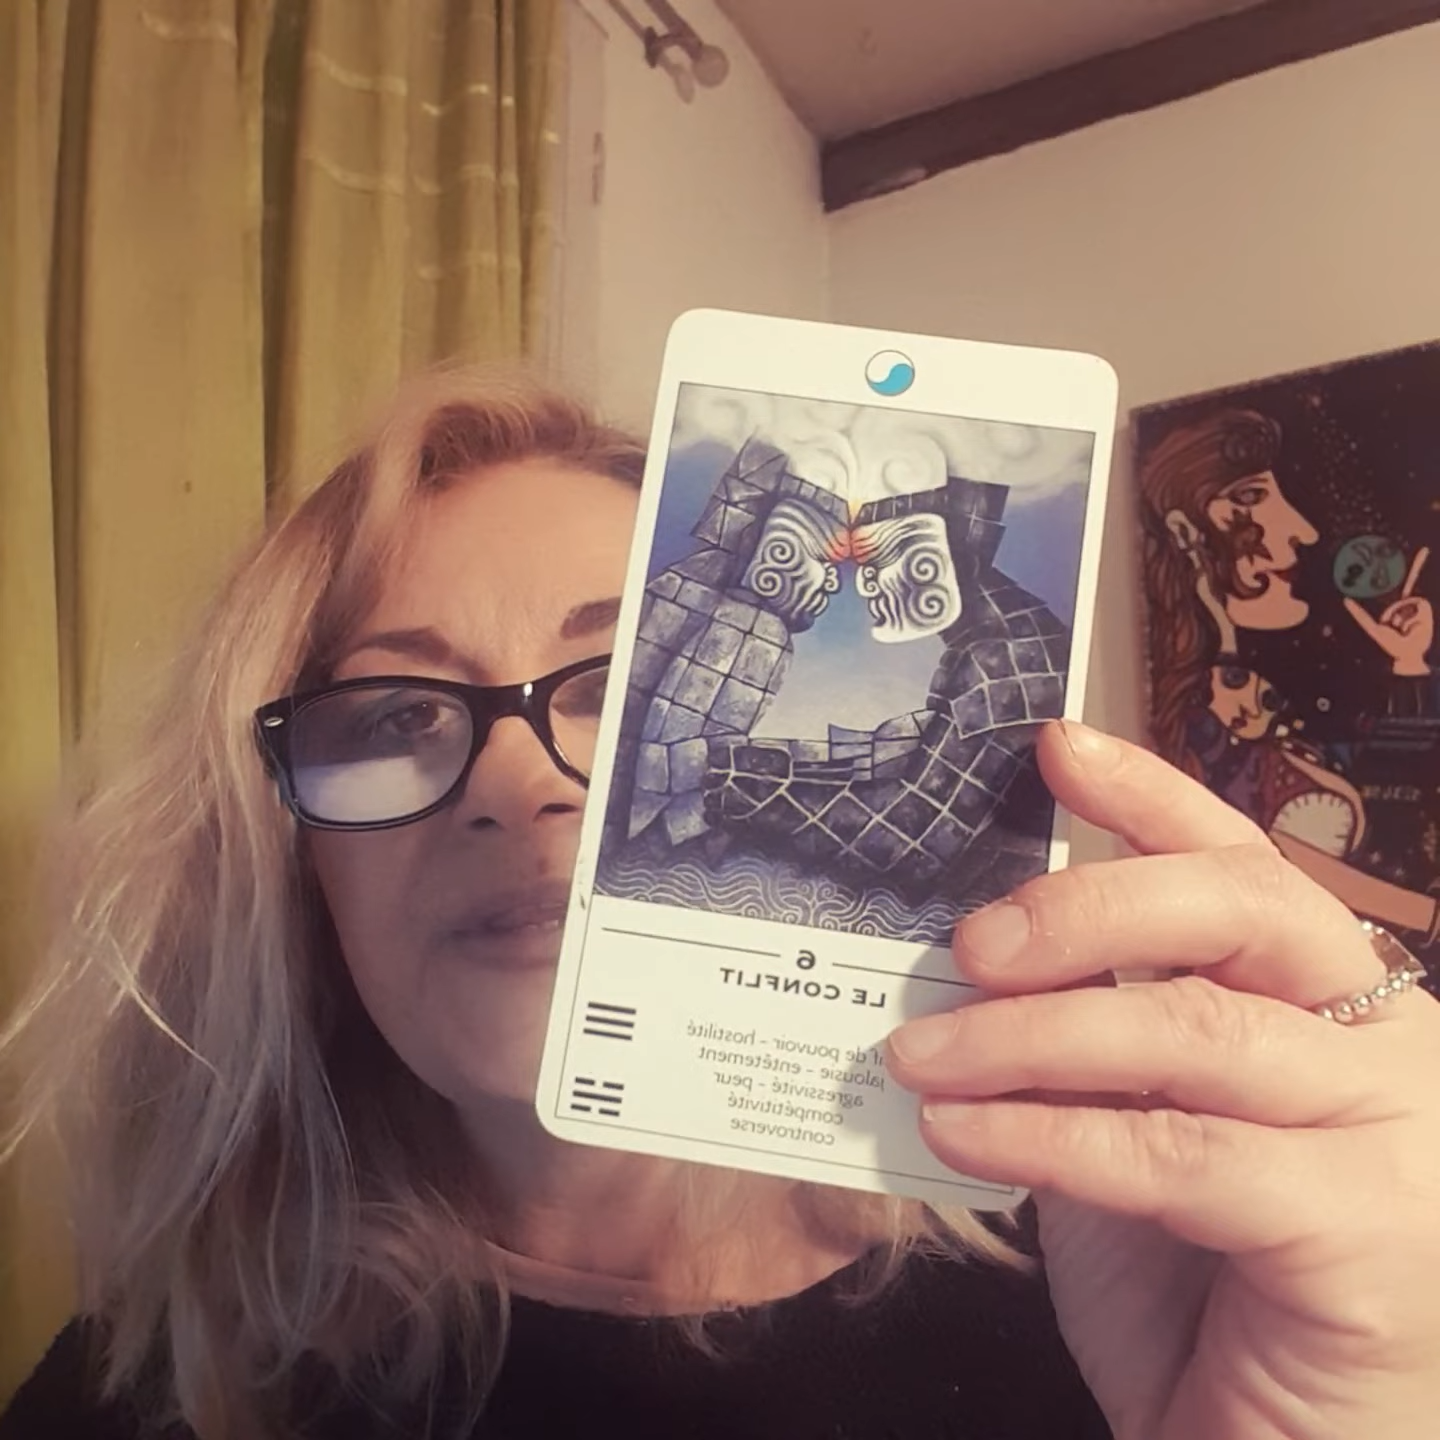 6
LE CONFLIT
de pouvoir - hostilité
jalousie - entêtement
agressivité - peur
compétitivité
controverse